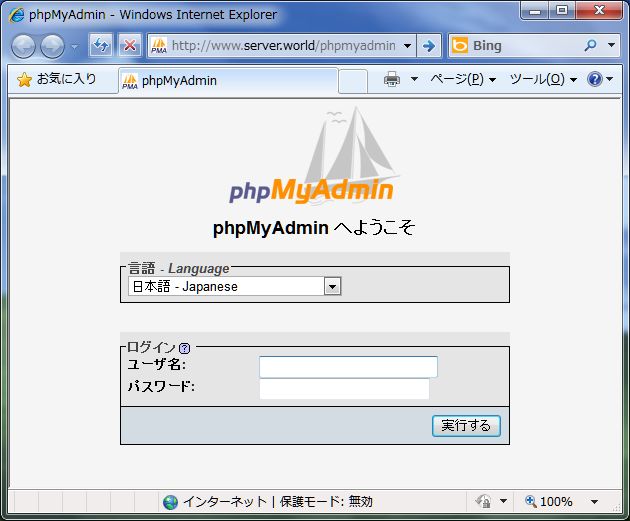 phpMyAdmin - Windows Internet Explorer
PMA http://www.server.world/phpmyadmin Bing
お気に入り PMA phpMyAdmin ページ(P) ツール(O)
phpMyAdmin
phpMyAdmin へようこそ
言語 - Language
日本語 - Japanese
ログイン ?
ユーザ名:
パスワード:
実行する
インターネット | 保護モード: 無効 100%